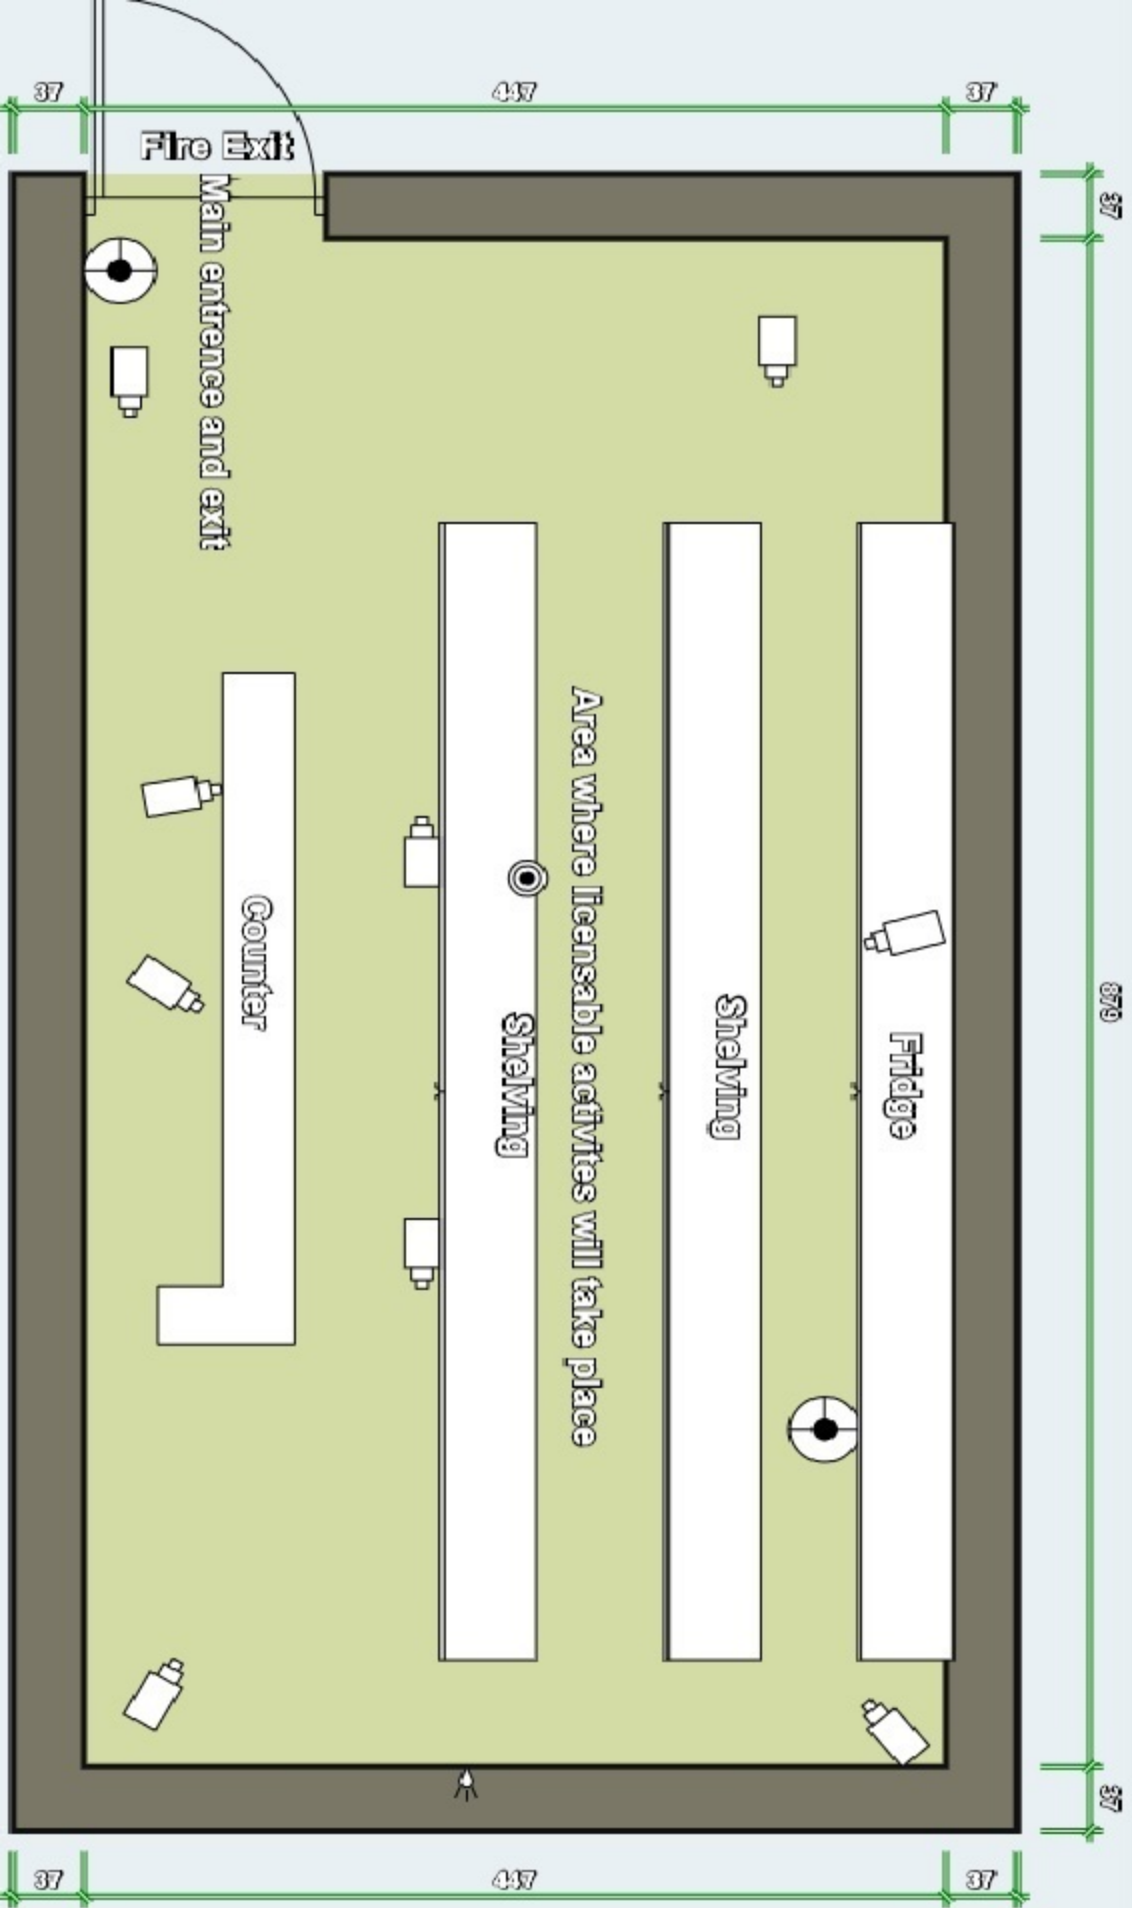 37
447
37
Fire Exit
Main entrence and exit
37
Area where licensable activites will take place
Counter
Shelving
Shelving
Fridge
879
37
37
447
37